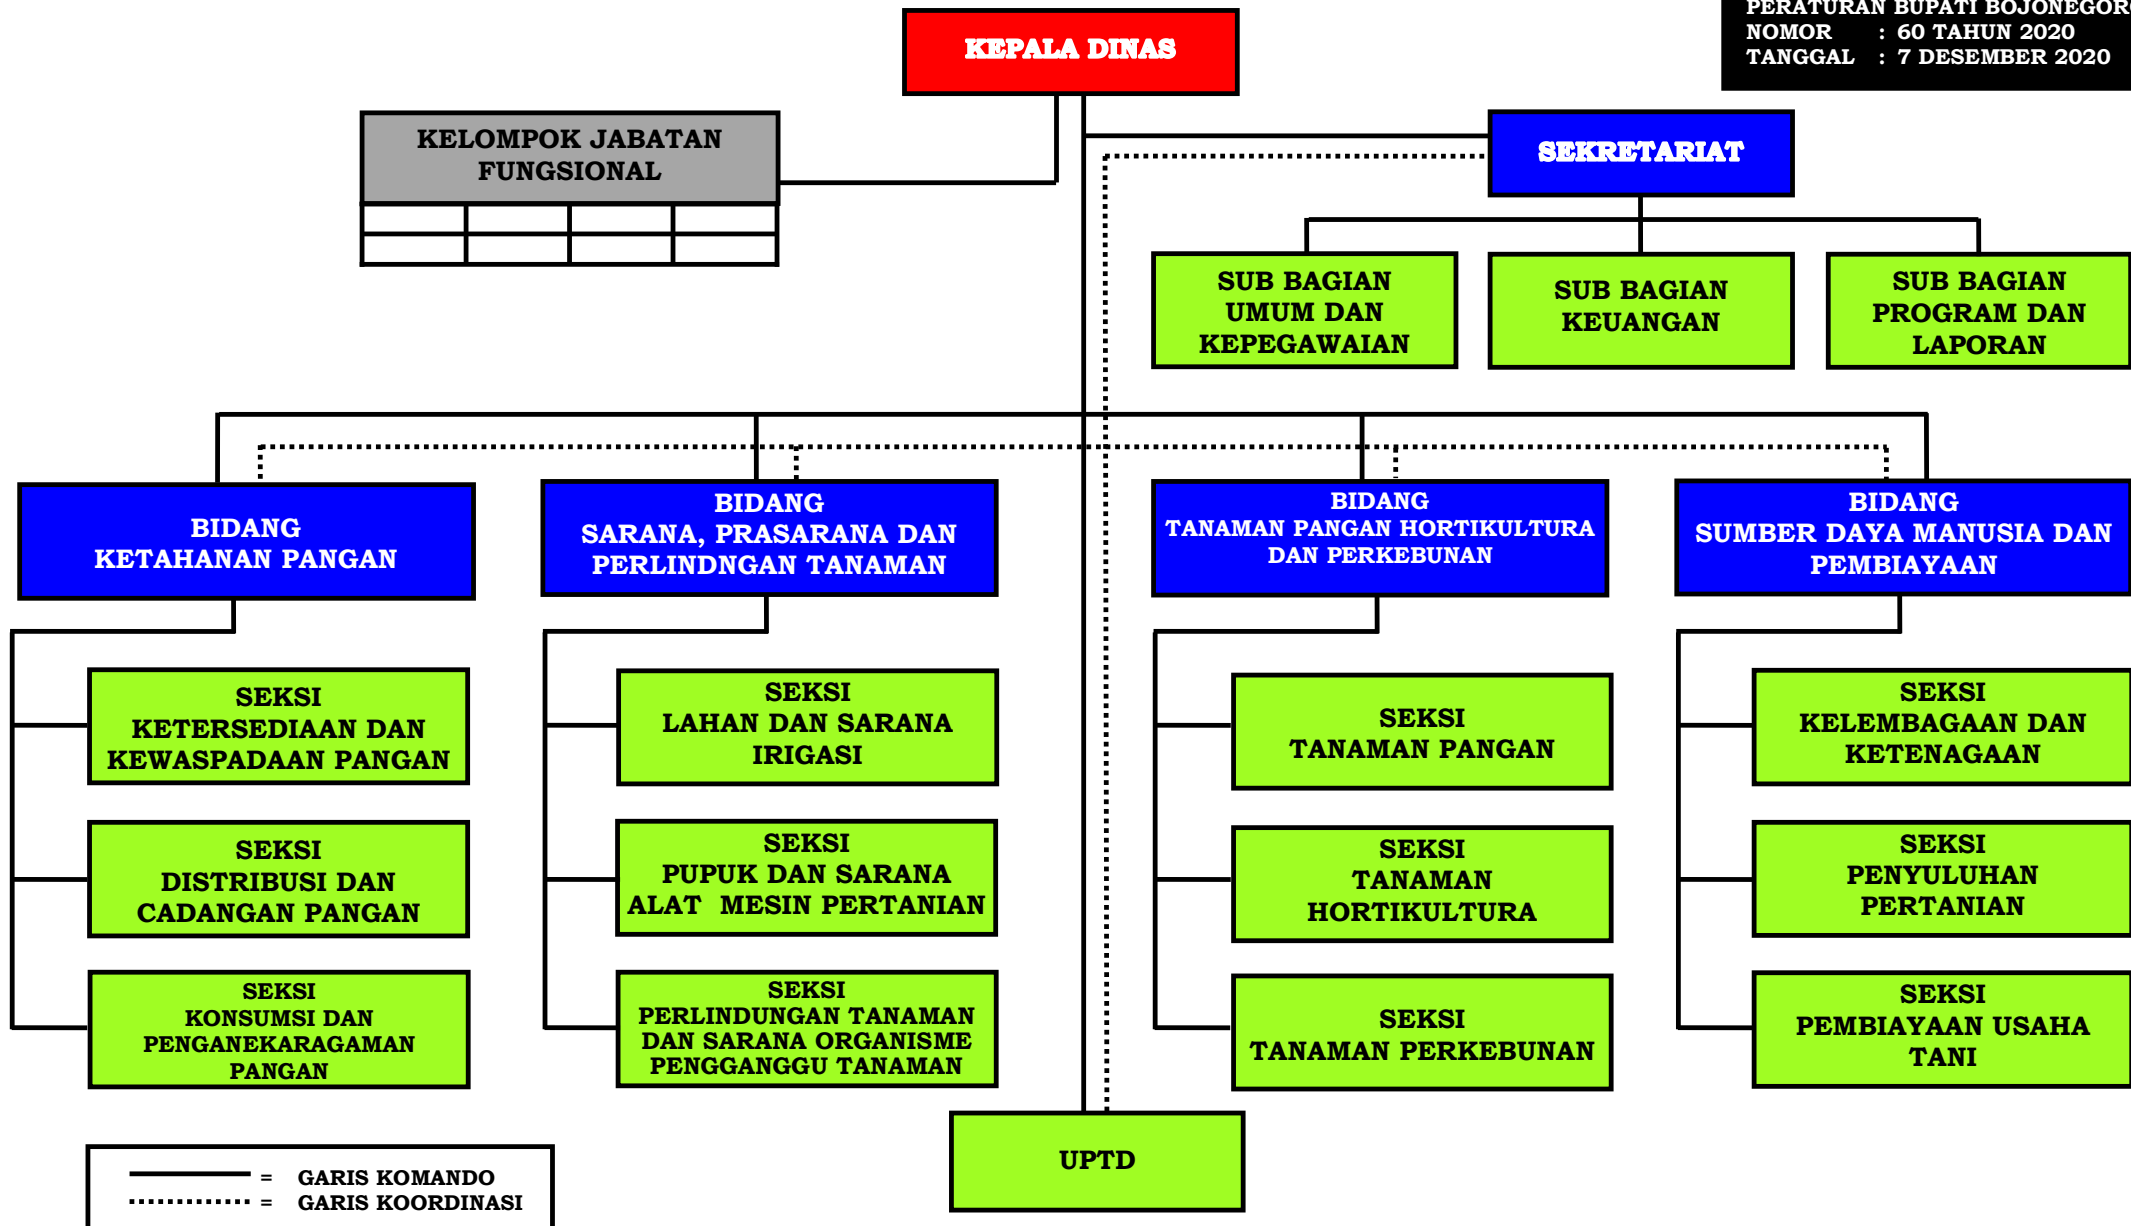 PERATURAN BUPATI BOJONEGORO
NOMOR : 60 TAHUN 2020
TANGGAL : 7 DESEMBER 2020
KEPALA DINAS
KELOMPOK JABATAN
FUNGSIONAL
SEKRETARIAT
SUB BAGIAN
UMUM DAN
KEPEGAWAIAN
SUB BAGIAN
KEUANGAN
SUB BAGIAN
PROGRAM DAN
LAPORAN
BIDANG
KETAHANAN PANGAN
BIDANG
SARANA, PRASARANA DAN
PERLINDNGAN TANAMAN
BIDANG
TANAMAN PANGAN HORTIKULTURA
DAN PERKEBUNAN
BIDANG
SUMBER DAYA MANUSIA DAN
PEMBIAYAAN
SEKSI
KETERSEDIAAN DAN
KEWASPADAAN PANGAN
SEKSI
LAHAN DAN SARANA
IRIGASI
SEKSI
TANAMAN PANGAN
SEKSI
KELEMBAGAAN DAN
KETENAGAAN
SEKSI
DISTRIBUSI DAN
CADANGAN PANGAN
SEKSI
PUPUK DAN SARANA
ALAT  MESIN PERTANIAN
SEKSI
TANAMAN
HORTIKULTURA
SEKSI
PENYULUHAN
PERTANIAN
SEKSI
KONSUMSI DAN
PENGANEKARAGAMAN
PANGAN
SEKSI
PERLINDUNGAN TANAMAN
DAN SARANA ORGANISME
PENGGANGGU TANAMAN
SEKSI
TANAMAN PERKEBUNAN
SEKSI
PEMBIAYAAN USAHA
TANI
UPTD
= GARIS KOMANDO
= GARIS KOORDINASI